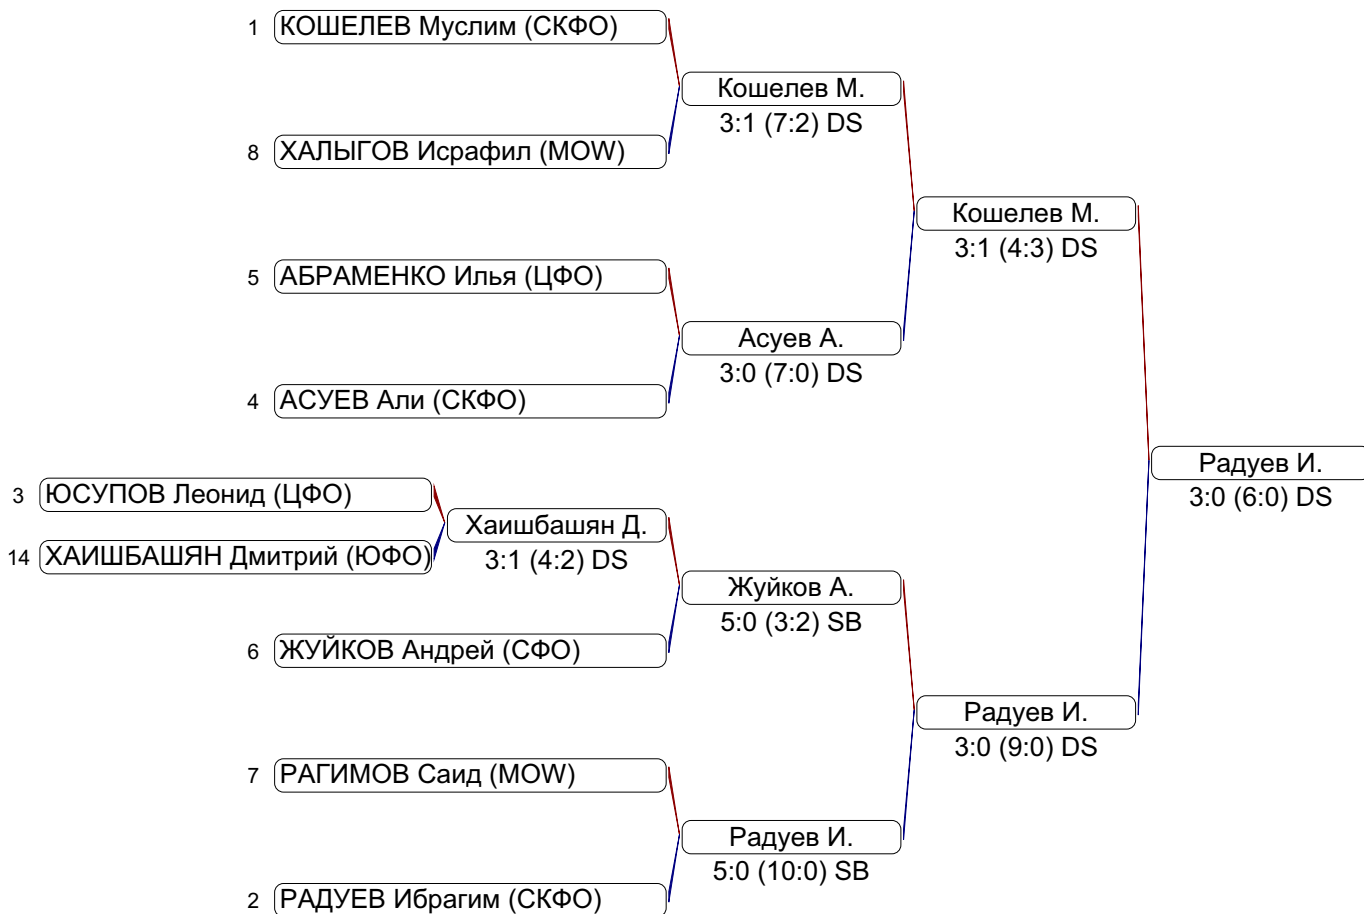 1 КОШЕЛЕВ Муслим (СКФО)
Кошелев М.
3:1 (7:2) DS
8 ХАЛЫГОВ Исрафил (MOW)
Кошелев М.
3:1 (4:3) DS
5 АБРАМЕНКО Илья (ЦФО)
Асуев А.
3:0 (7:0) DS
4 АСУЕВ Али (СКФО)
Радуев И.
3:0 (6:0) DS
3 ЮСУПОВ Леонид (ЦФО)
Хаишбашян Д.
3:1 (4:2) DS
14 ХАИШБАШЯН Дмитрий (ЮФО)
Жуйков А.
5:0 (3:2) SB
6 ЖУЙКОВ Андрей (СФО)
Радуев И.
3:0 (9:0) DS
7 РАГИМОВ Саид (MOW)
Радуев И.
5:0 (10:0) SB
2 РАДУЕВ Ибрагим (СКФО)